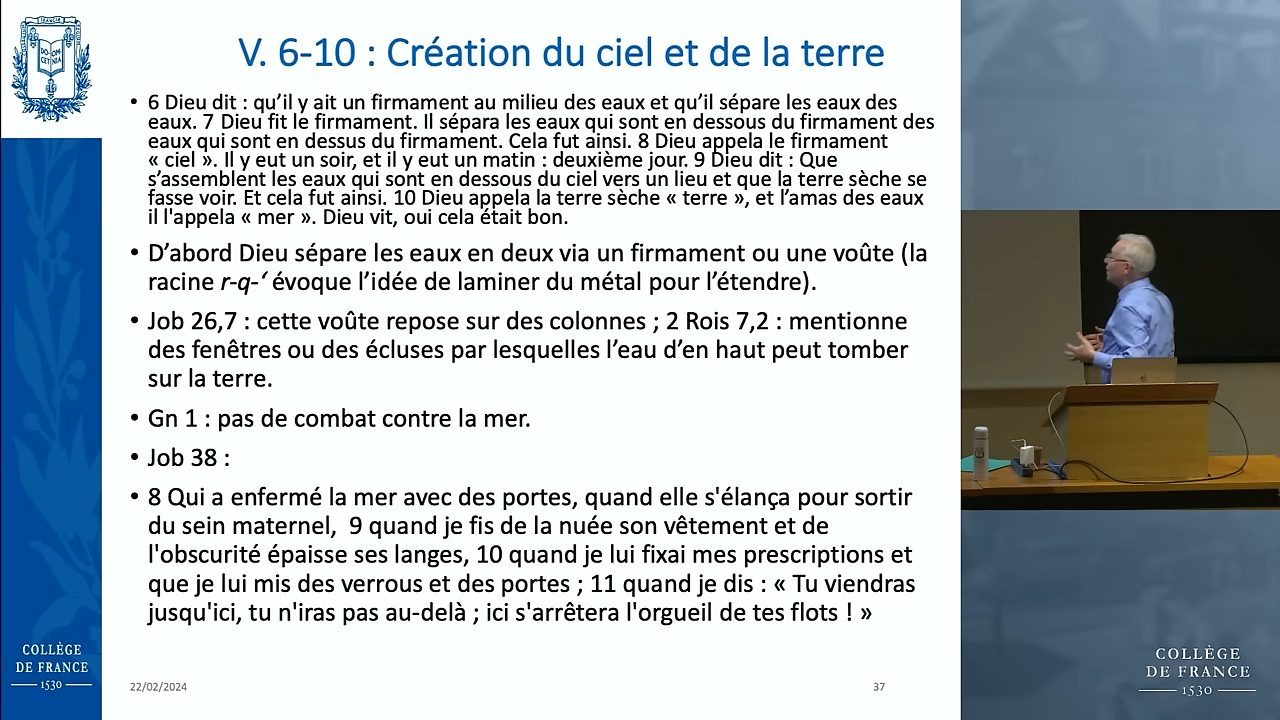 V. 6-10 : Création du ciel et de la terre
• 6 Dieu dit : qu’il y ait un firmament au milieu des eaux et qu’il sépare les eaux des
eaux. 7 Dieu fit le firmament. Il sépara les eaux qui sont en dessous du firmament des
eaux qui sont en dessus du firmament. Cela fut ainsi. 8 Dieu appela le firmament
« ciel ». Il y eut un soir, et il y eut un matin : deuxième jour. 9 Dieu dit : Que
s’assemblent les eaux qui sont en dessous du ciel vers un lieu et que la terre sèche se
fasse voir. Et cela fut ainsi. 10 Dieu appela la terre sèche « terre », et l’amas des eaux
il l'appela « mer ». Dieu vit, oui cela était bon.
• D’abord Dieu sépare les eaux en deux via un firmament ou une voûte (la
racine r-q-‘ évoque l’idée de laminer du métal pour l’étendre).
• Job 26,7 : cette voûte repose sur des colonnes ; 2 Rois 7,2 : mentionne
des fenêtres ou des écluses par lesquelles l’eau d’en haut peut tomber
sur la terre.
• Gn 1 : pas de combat contre la mer.
• Job 38 :
• 8 Qui a enfermé la mer avec des portes, quand elle s'élança pour sortir
du sein maternel, 9 quand je fis de la nuée son vêtement et de
l'obscurité épaisse ses langes, 10 quand je lui fixai mes prescriptions et
que je lui mis des verrous et des portes ; 11 quand je dis : « Tu viendras
jusqu'ici, tu n'iras pas au-delà ; ici s'arrêtera l'orgueil de tes flots ! »
COLLÈGE
DE FRANCE
1530
22/02/2024
37
COLLÈGE
DE FRANCE
1530